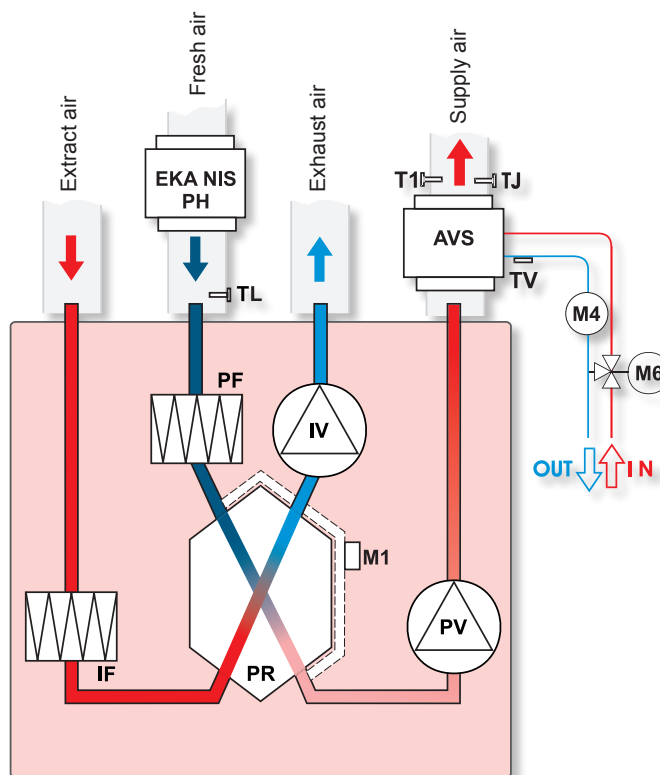 Extract air
Fresh air
Exhaust air
Supply air
EKA NIS
PH
T1
TJ
AVS
TV
TL
M4
M6
PF
IV
OUT
IN
M1
PV
IF
PR